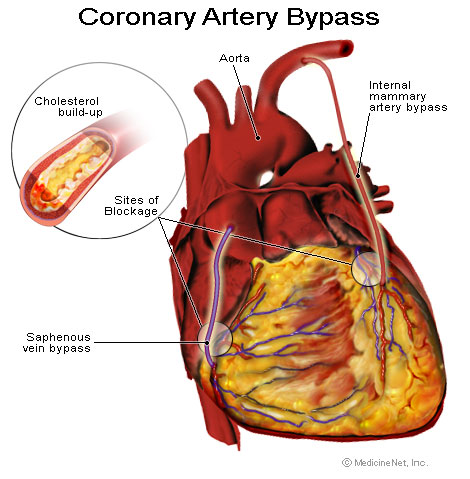 Coronary Artery Bypass
Aorta
Internal
mammary
artery bypass
Cholesterol
build-up
Sites of
Blockage
Saphenous
vein bypass
© MedicineNet, Inc.